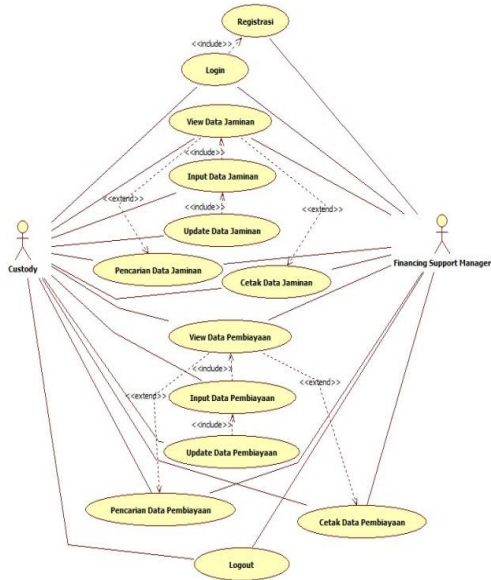 Registrasi
<<include>>
Login
View Data Jaminan
<<include>>
Input Data Jaminan
<<extend>>
<<include>>
<<extend>>
Update Data Jaminan
Custody
Financing Support Manager
Pencarian Data Jaminan
Cetak Data Jaminan
View Data Pembiayaan
<<include>>
<<extend>>
<<extend>>
Input Data Pembiayaan
<<include>>
Update Data Pembiayaan
Pencarian Data Pembiayaan
Cetak Data Pembiayaan
Logout